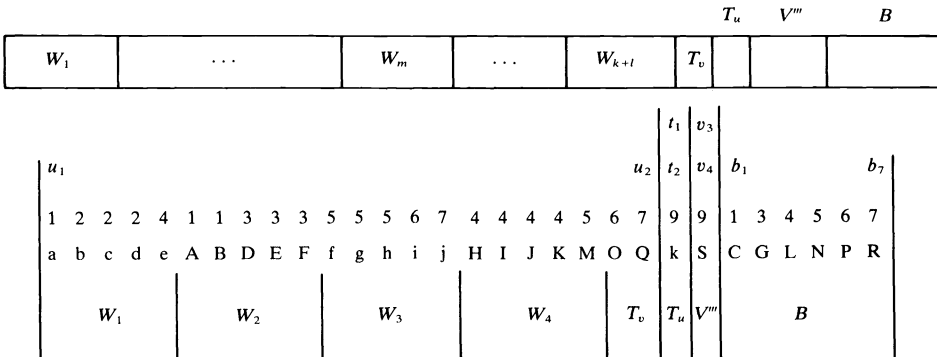 T_u V''' B
W_1 ... W_m ... W_{k+l} T_v
t_1 v_3
u_1 u_2 t_2 v_4 b_1 b_7
1 2 2 2 4 1 1 3 3 3 5 5 5 6 7 4 4 4 4 5 6 7 9 9 1 3 4 5 6 7
a b c d e A B D E F f g h i j H I J K M O Q k S C G L N P R
W_1 W_2 W_3 W_4 T_v T_u V''' B